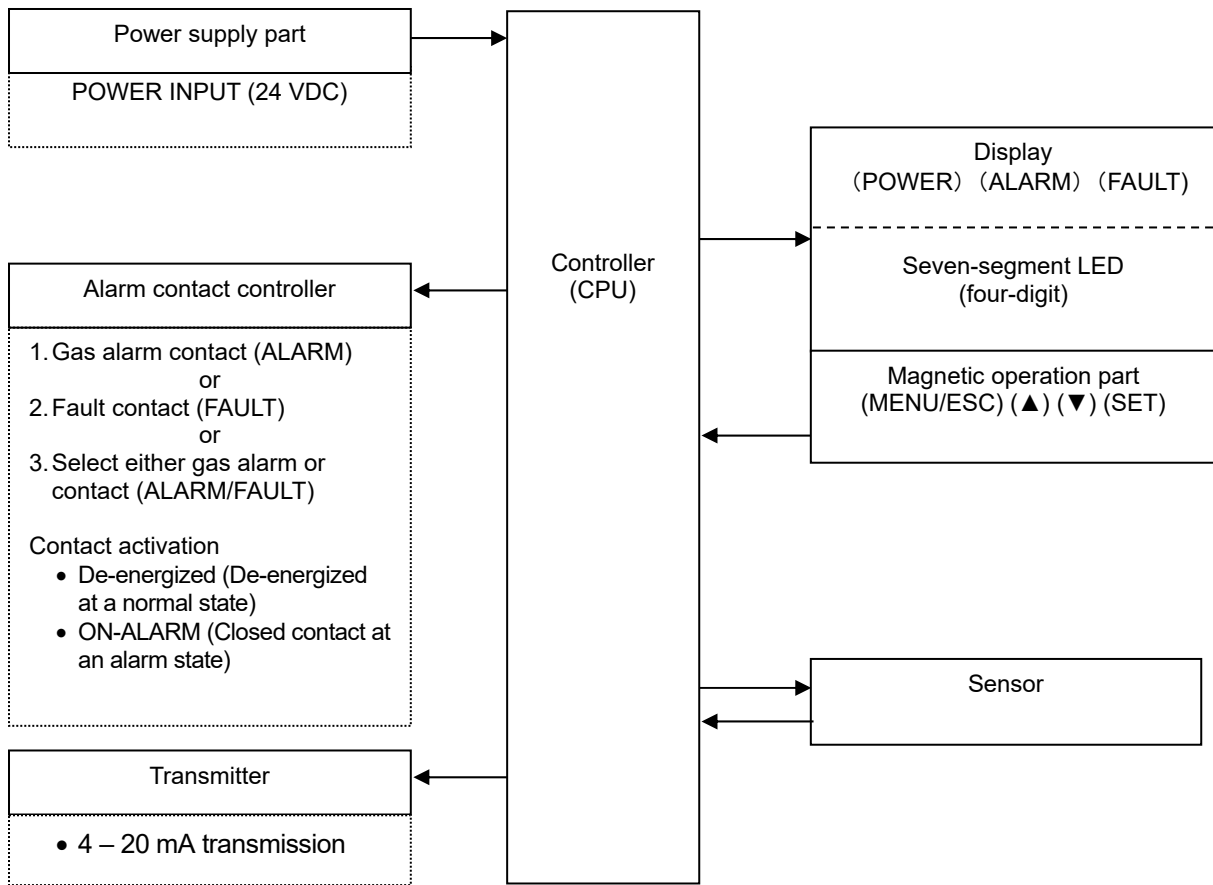 Power supply part
POWER INPUT (24 VDC)
Alarm contact controller
1. Gas alarm contact (ALARM)
or
2. Fault contact (FAULT)
or
3. Select either gas alarm or
contact (ALARM/FAULT)
Contact activation
• De-energized (De-energized
at a normal state)
• ON-ALARM (Closed contact at
an alarm state)
Transmitter
• 4 – 20 mA transmission
Controller
(CPU)
Display
（POWER）（ALARM）（FAULT)
Seven-segment LED
(four-digit)
Magnetic operation part
(MENU/ESC) (▲) (▼) (SET)
Sensor